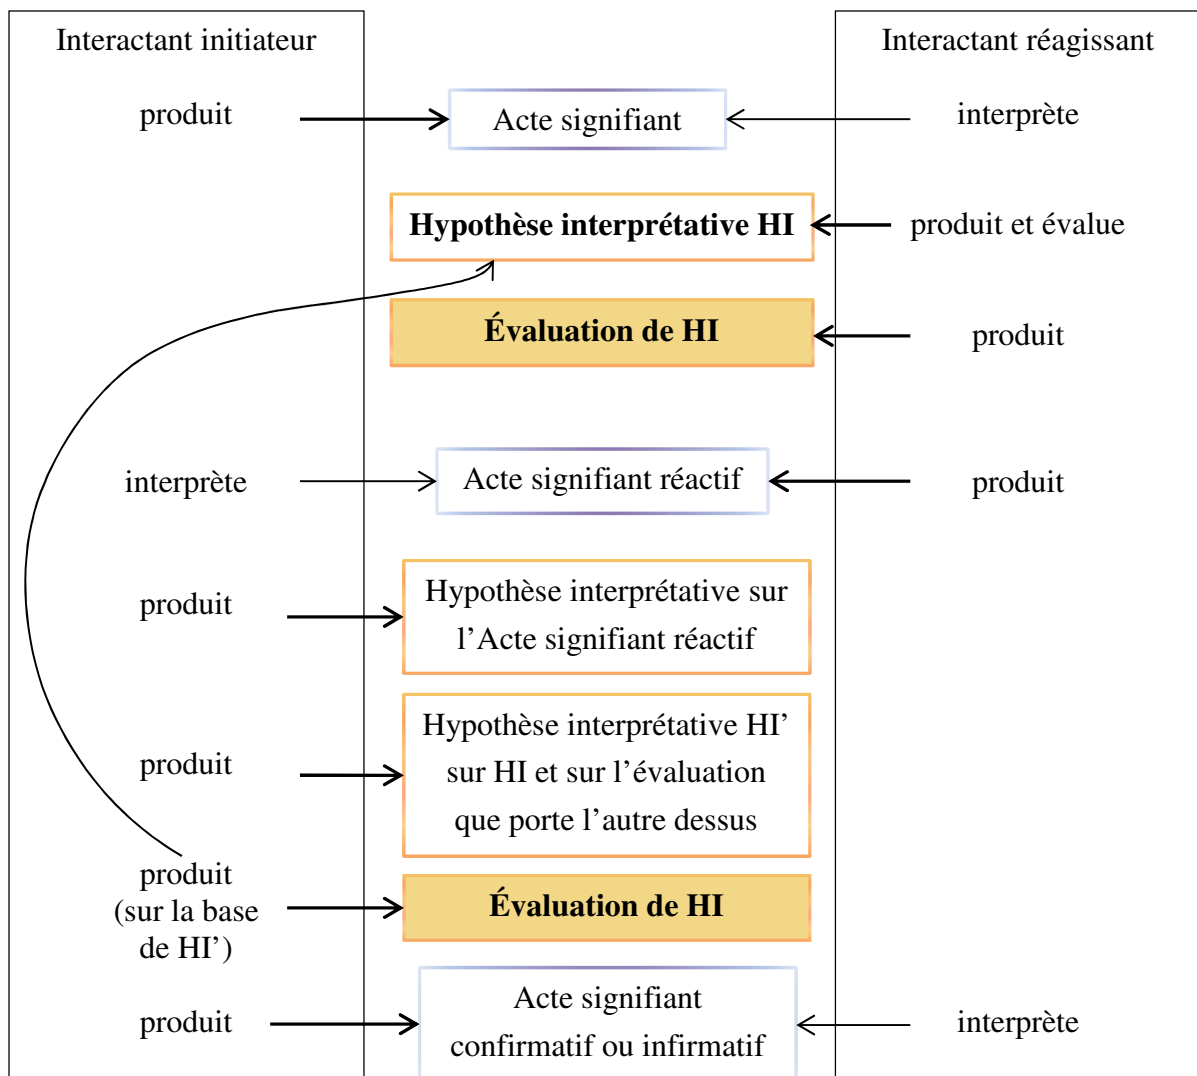 Interactant initiateur
Interactant réagissant
produit
Acte signifiant
interprète
Hypothèse interprétative HI
produit et évalue
Évaluation de HI
produit
interprète
Acte signifiant réactif
produit
produit
Hypothèse interprétative sur
l’Acte signifiant réactif
produit
Hypothèse interprétative HI’
sur HI et sur l’évaluation
que porte l’autre dessus
produit
(sur la base
de HI’)
Évaluation de HI
produit
Acte signifiant
confirmatif ou infirmatif
interprète